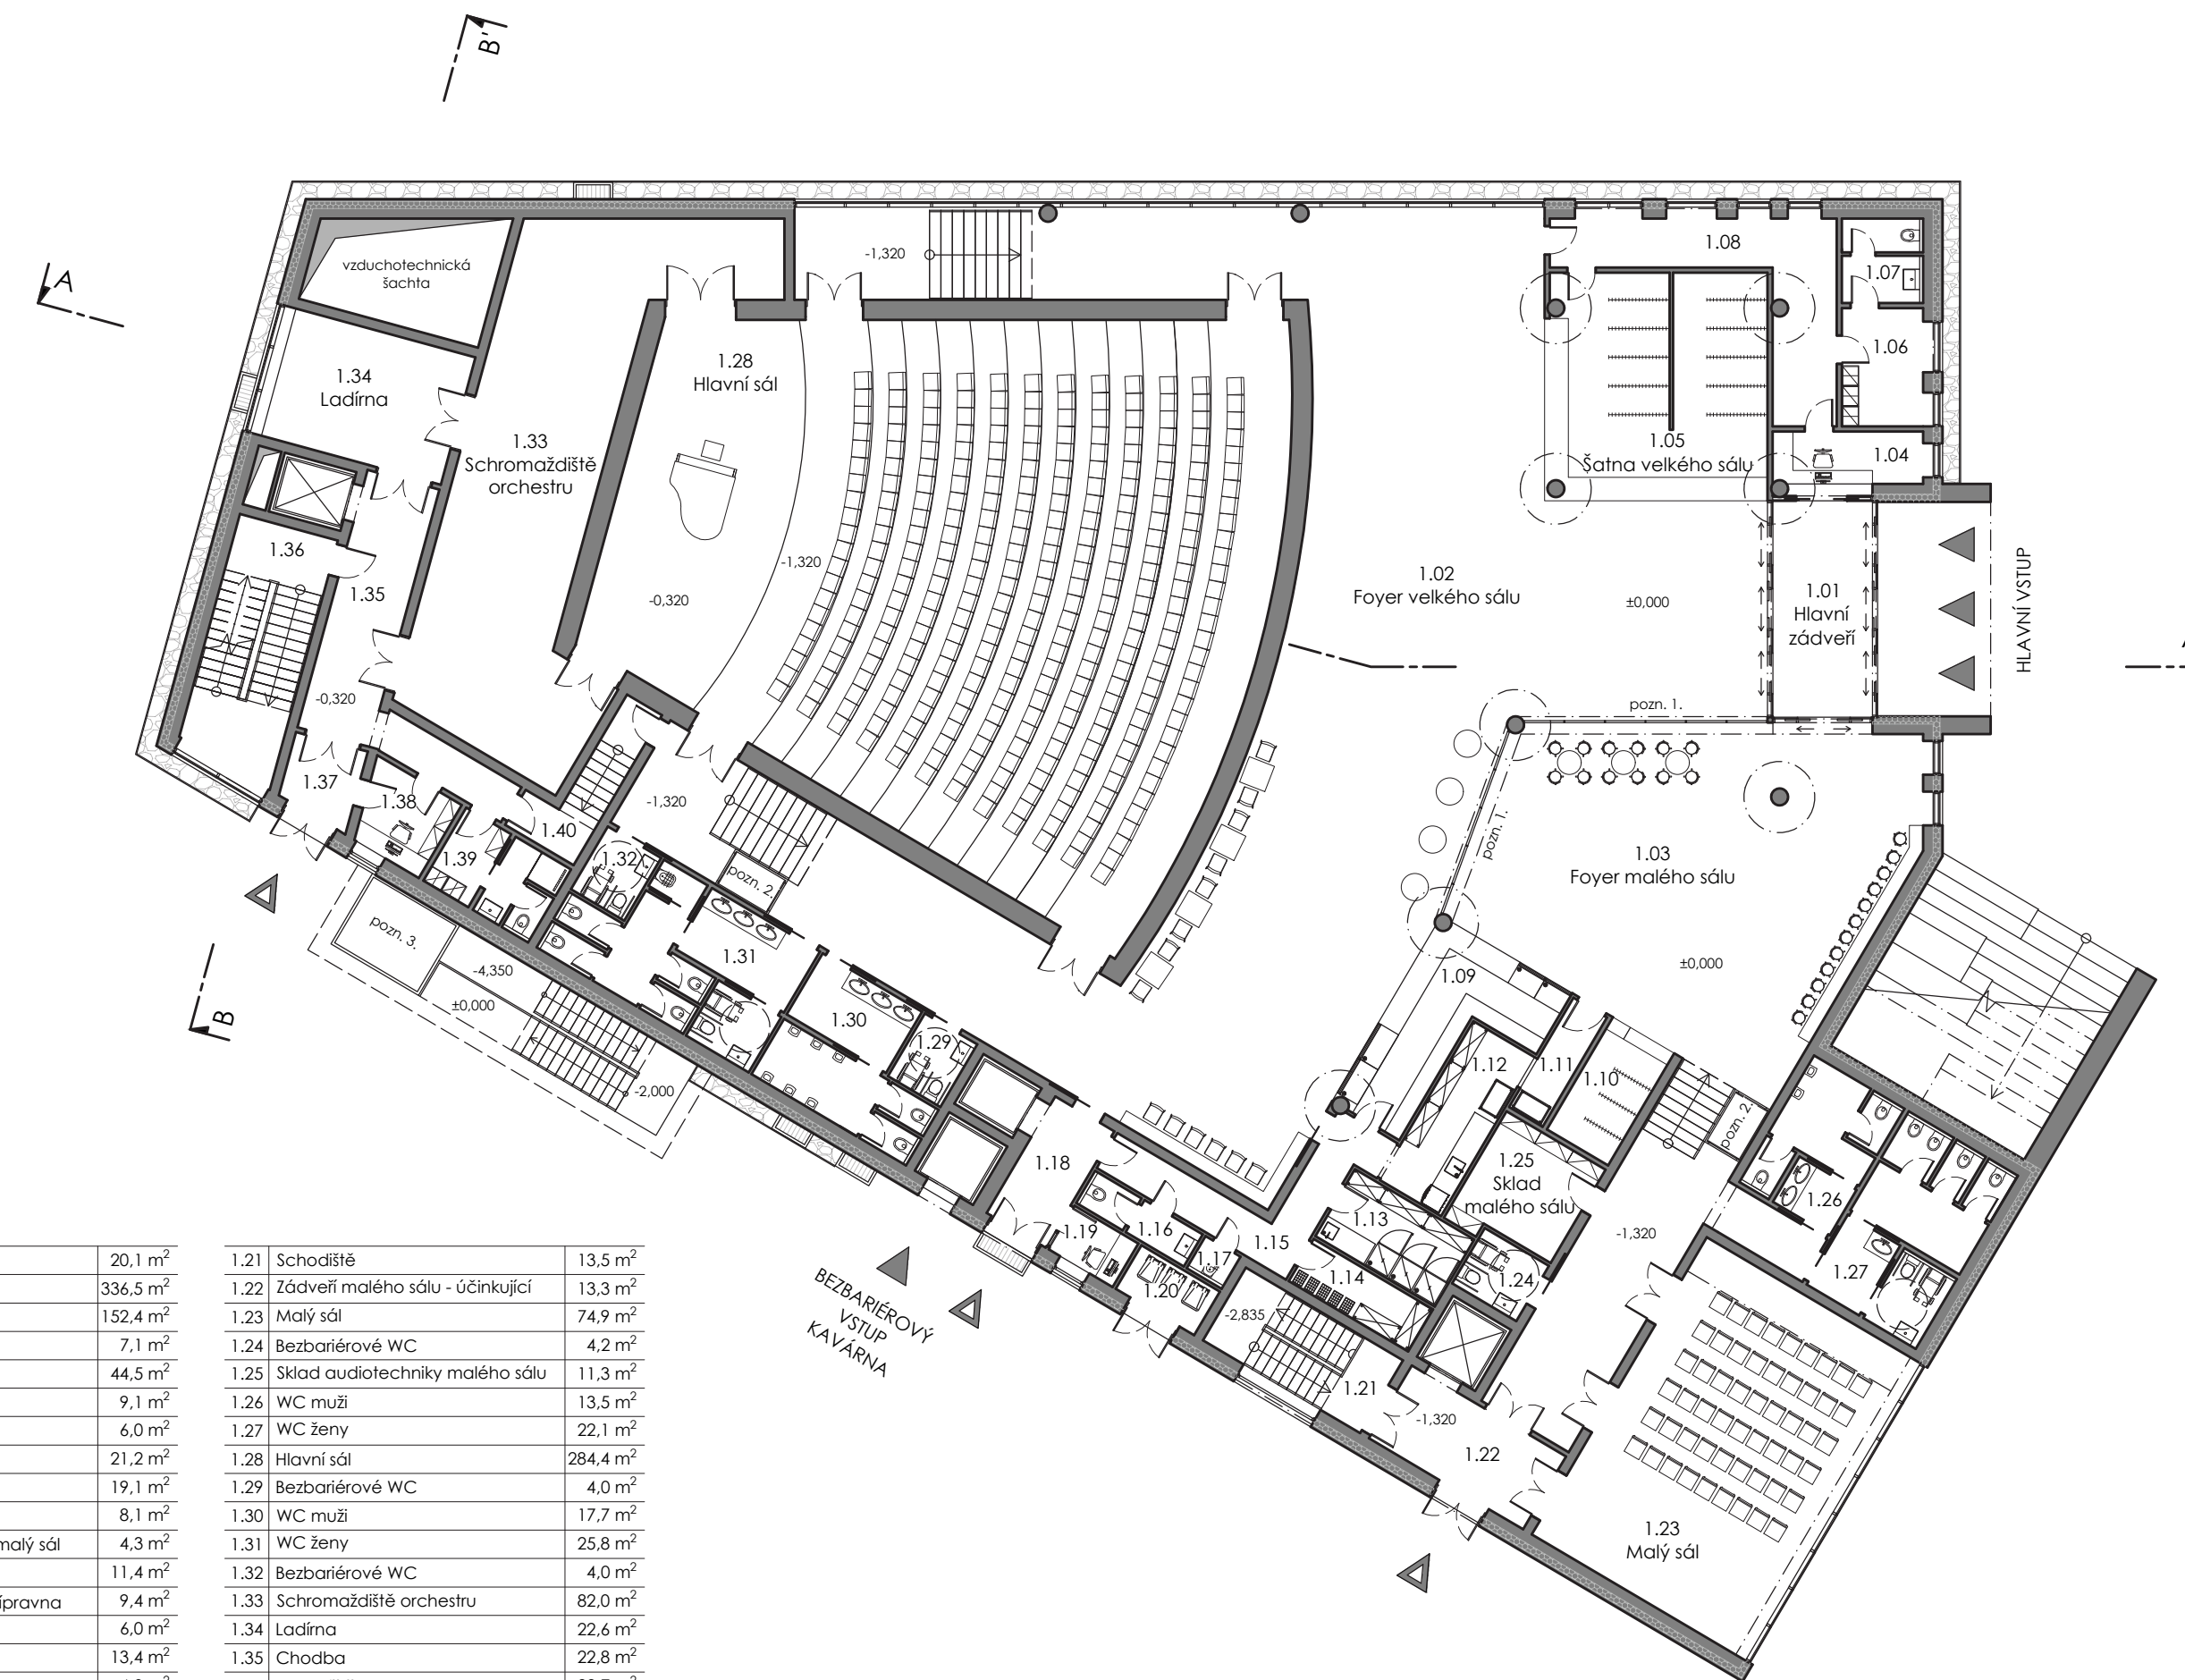 B'
A
vzduchotechnická
šachta
-1,320
1.08
1.07
1.06
1.34
Ladírna
1.28
Hlavní sál
1.33
Schromaždiště
orchestru
1.05
Šatna velkého sálu
1.04
1.36
1.35
-1,320
-0,320
1.02
Foyer velkého sálu
±0,000
1.01
Hlavní
zádveří
HLAVNÍ VSTUP
-0,320
pozn. 1.
1.37
1.38
-1,320
1.40
1.39
1.32
pozn. 2.
pozn. 1.
1.03
Foyer malého sálu
pozn. 3.
-4,350
±0,000
1.31
±0,000
1.09
B
1.30
1.29
-2,000
1.12
1.11
1.10
pozn. 2.
1.18
1.25
Sklad
malého sálu
1.26
1.19
1.16
1.17
1.15
1.13
-1,320
1.14
1.24
1.27
1.20
BEZBARIÉROVÝ
VSTUP
KAVÁRNA
-2,835
1.21
-1,320
1.22
1.23
Malý sál
20,1 m²
336,5 m²
152,4 m²
7,1 m²
44,5 m²
9,1 m²
6,0 m²
21,2 m²
19,1 m²
8,1 m²
malý sál 4,3 m²
11,4 m²
9,4 m²
6,0 m²
13,4 m²
1.21 Schodiště 13,5 m²
1.22 Zádveří malého sálu - účinkující 13,3 m²
1.23 Malý sál 74,9 m²
1.24 Bezbariérové WC 4,2 m²
1.25 Sklad audiotechniky malého sálu 11,3 m²
1.26 WC muži 13,5 m²
1.27 WC ženy 22,1 m²
1.28 Hlavní sál 284,4 m²
1.29 Bezbariérové WC 4,0 m²
1.30 WC muži 17,7 m²
1.31 WC ženy 25,8 m²
1.32 Bezbariérové WC 4,0 m²
1.33 Schromaždiště orchestru 82,0 m²
1.34 Ladírna 22,6 m²
1.35 Chodba 22,8 m²